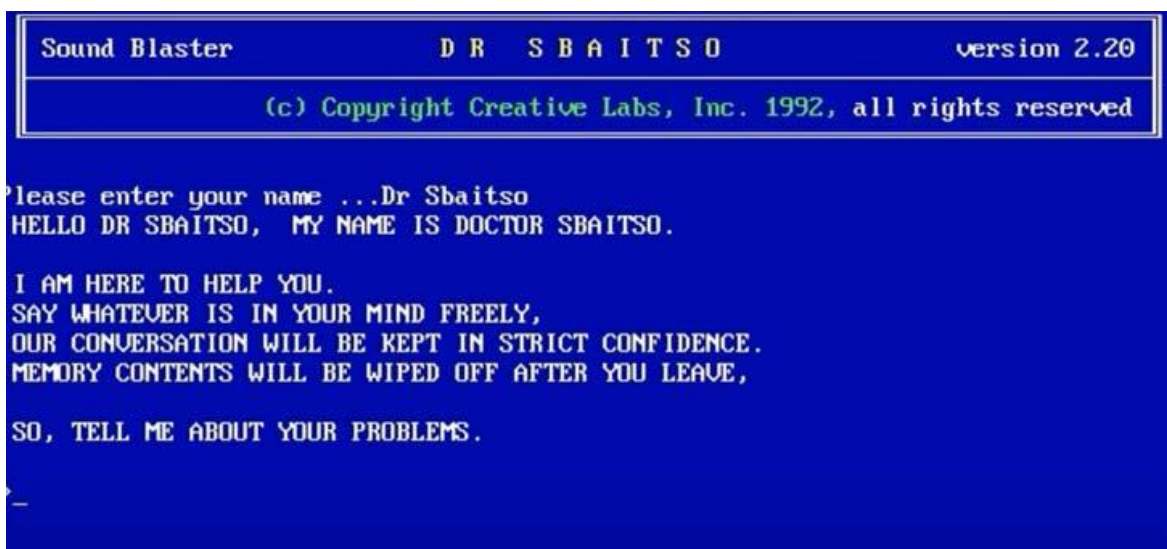 Sound Blaster D R S B A I T S O version 2.20
(c) Copyright Creative Labs, Inc. 1992, all rights reserved
Please enter your name ...Dr Sbaitso
HELLO DR SBAITSO, MY NAME IS DOCTOR SBAITSO.
I AM HERE TO HELP YOU.
SAY WHATEVER IS IN YOUR MIND FREELY,
OUR CONVERSATION WILL BE KEPT IN STRICT CONFIDENCE.
MEMORY CONTENTS WILL BE WIPED OFF AFTER YOU LEAVE,
SO, TELL ME ABOUT YOUR PROBLEMS.
>_